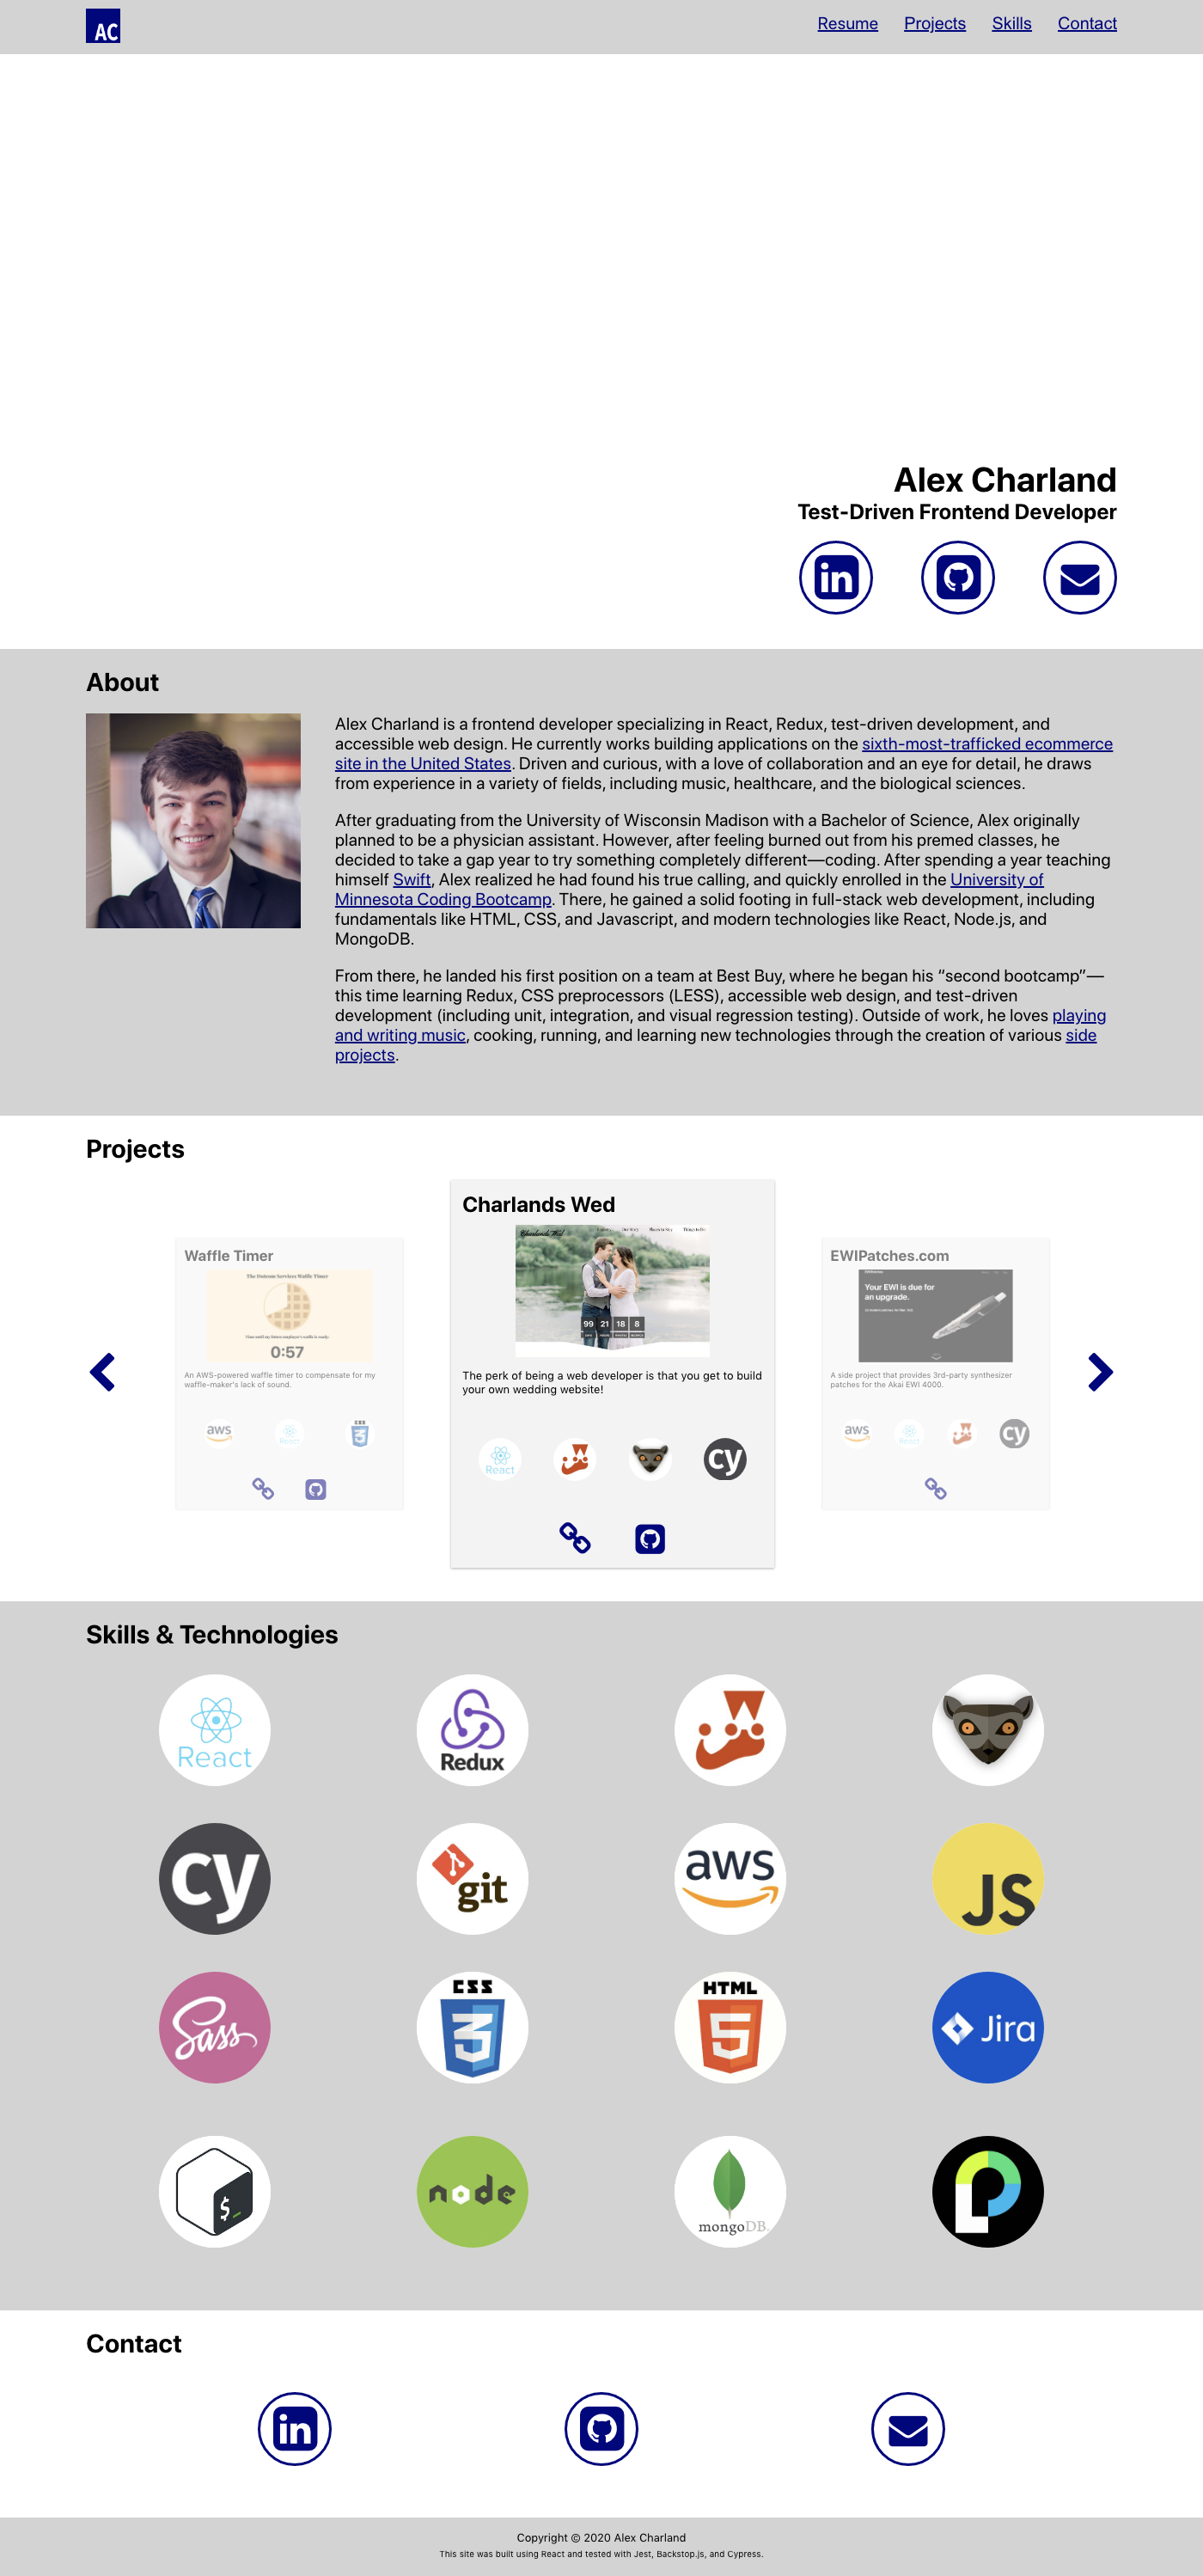 AC
Resume Projects Skills Contact
Alex Charland
Test-Driven Frontend Developer
in
About
Alex Charland is a frontend developer specializing in React, Redux, test-driven development, and
accessible web design. He currently works building applications on the sixth-most-trafficked ecommerce
site in the United States. Driven and curious, with a love of collaboration and an eye for detail, he draws
from experience in a variety of fields, including music, healthcare, and the biological sciences.
After graduating from the University of Wisconsin Madison with a Bachelor of Science, Alex originally
planned to be a physician assistant. However, after feeling burned out from his premed classes, he
decided to take a gap year to try something completely different—coding. After spending a year teaching
himself Swift, Alex realized he had found his true calling, and quickly enrolled in the University of
Minnesota Coding Bootcamp. There, he gained a solid footing in full-stack web development, including
fundamentals like HTML, CSS, and Javascript, and modern technologies like React, Node.js, and
MongoDB.
From there, he landed his first position on a team at Best Buy, where he began his “second bootcamp”—
this time learning Redux, CSS preprocessors (LESS), accessible web design, and test-driven
development (including unit, integration, and visual regression testing). Outside of work, he loves playing
and writing music, cooking, running, and learning new technologies through the creation of various side
projects.
Projects
Waffle Timer
The Dotcom Services Waffle Timer
0:57
An AWS-powered waffle timer to compensate for my
waffle-maker's lack of sound.
aws React CSS 3
Charlands Wed
Charlands Wed
99 21 18 8
The perk of being a web developer is that you get to build
your own wedding website!
React cy
EWIPatches.com
Your EWI is due for
an upgrade.
A side project that provides 3rd-party synthesizer
patches for the Akai EWI 4000.
aws React cy
Skills & Technologies
React Redux
cy git aws JS
Sass CSS 3 HTML 5 Jira
$ node mongoDB.
Contact
in
Copyright © 2020 Alex Charland
This site was built using React and tested with Jest, Backstop.js, and Cypress.